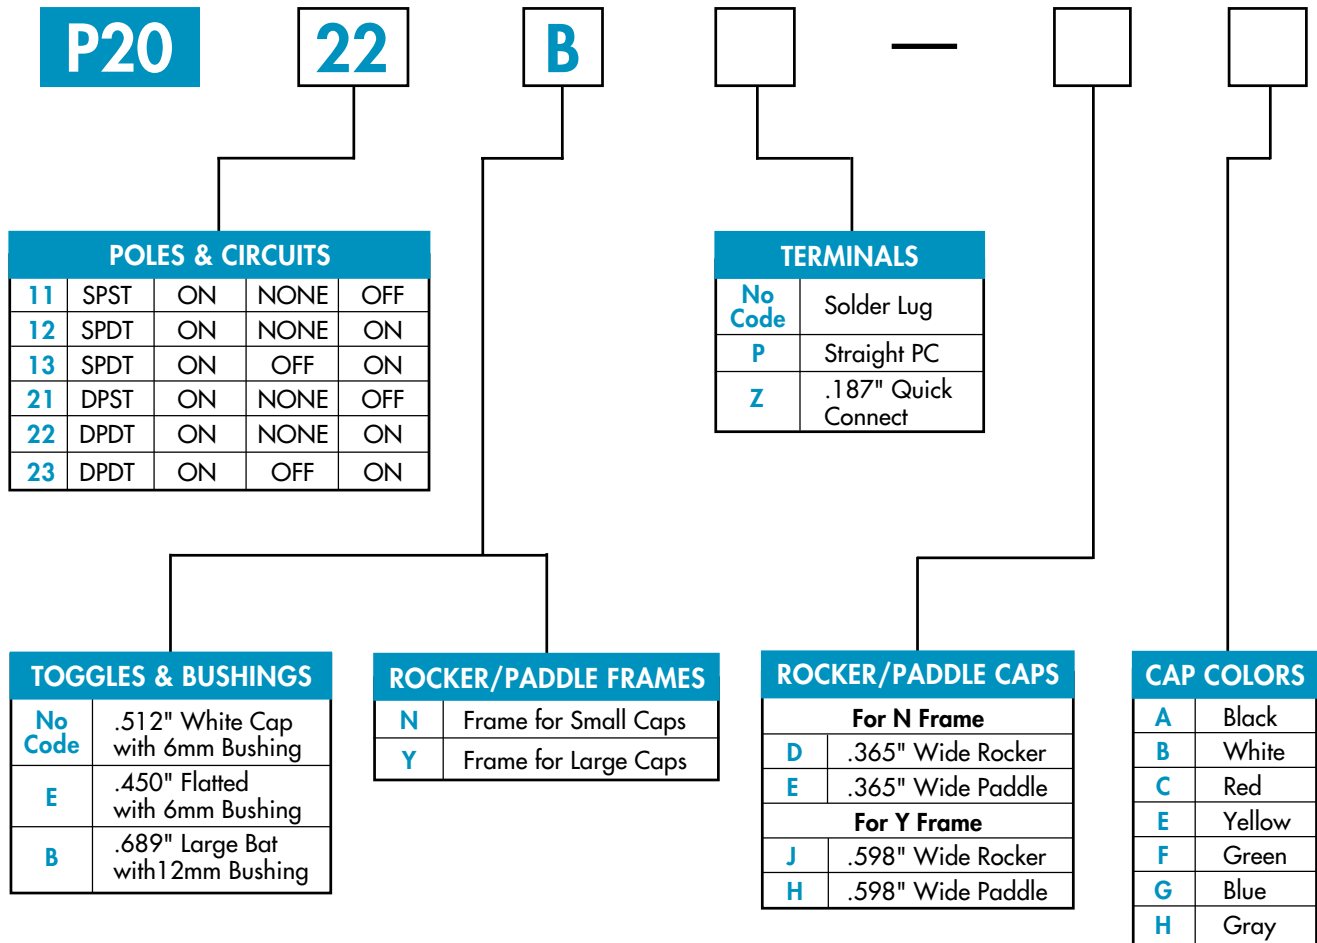 P20 22 B —
POLES & CIRCUITS
11 SPST ON NONE OFF
12 SPDT ON NONE ON
13 SPDT ON OFF ON
21 DPST ON NONE OFF
22 DPDT ON NONE ON
23 DPDT ON OFF ON
TERMINALS
No
Code
Solder Lug
P Straight PC
Z
.187" Quick
Connect
TOGGLES & BUSHINGS
No
Code
.512" White Cap
with 6mm Bushing
E
.450" Flatted
with 6mm Bushing
B
.689" Large Bat
with12mm Bushing
ROCKER/PADDLE FRAMES
N Frame for Small Caps
Y Frame for Large Caps
ROCKER/PADDLE CAPS
For N Frame
D .365" Wide Rocker
E .365" Wide Paddle
For Y Frame
J .598" Wide Rocker
H .598" Wide Paddle
CAP COLORS
A Black
B White
C Red
E Yellow
F Green
G Blue
H Gray